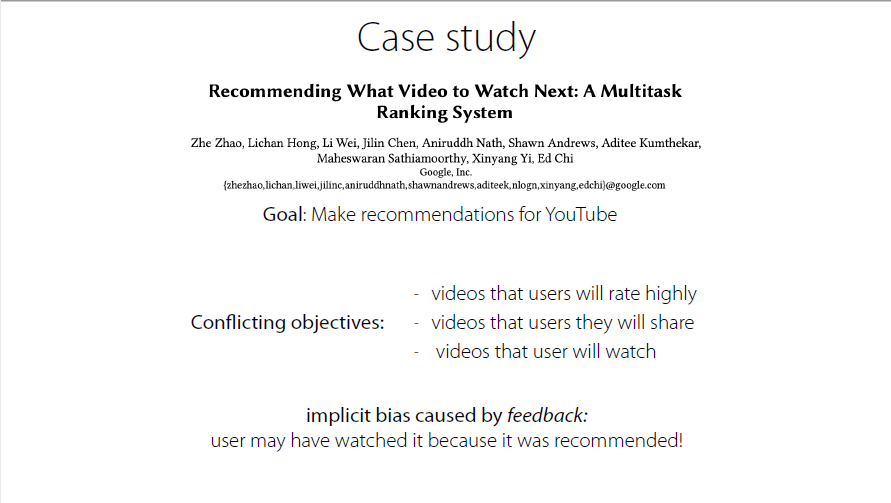 Case study
Recommending What Video to Watch Next: A Multitask
Ranking System
Zhe Zhao, Lichan Hong, Li Wei, Jilin Chen, Aniruddh Nath, Shawn Andrews, Aditee Kumthekar,
Maheswaran Sathiamoorthy, Xinyang Yi, Ed Chi
Google, Inc.
{zhezhao,lichan,liwei,jilinc,aniruddhnath,shawnandrews,aditeek,nlogn,xinyang,edchi}@google.com
Goal: Make recommendations for YouTube
Conflicting objectives:
- videos that users will rate highly
- videos that users they will share
- videos that user will watch
implicit bias caused by feedback:
user may have watched it because it was recommended!